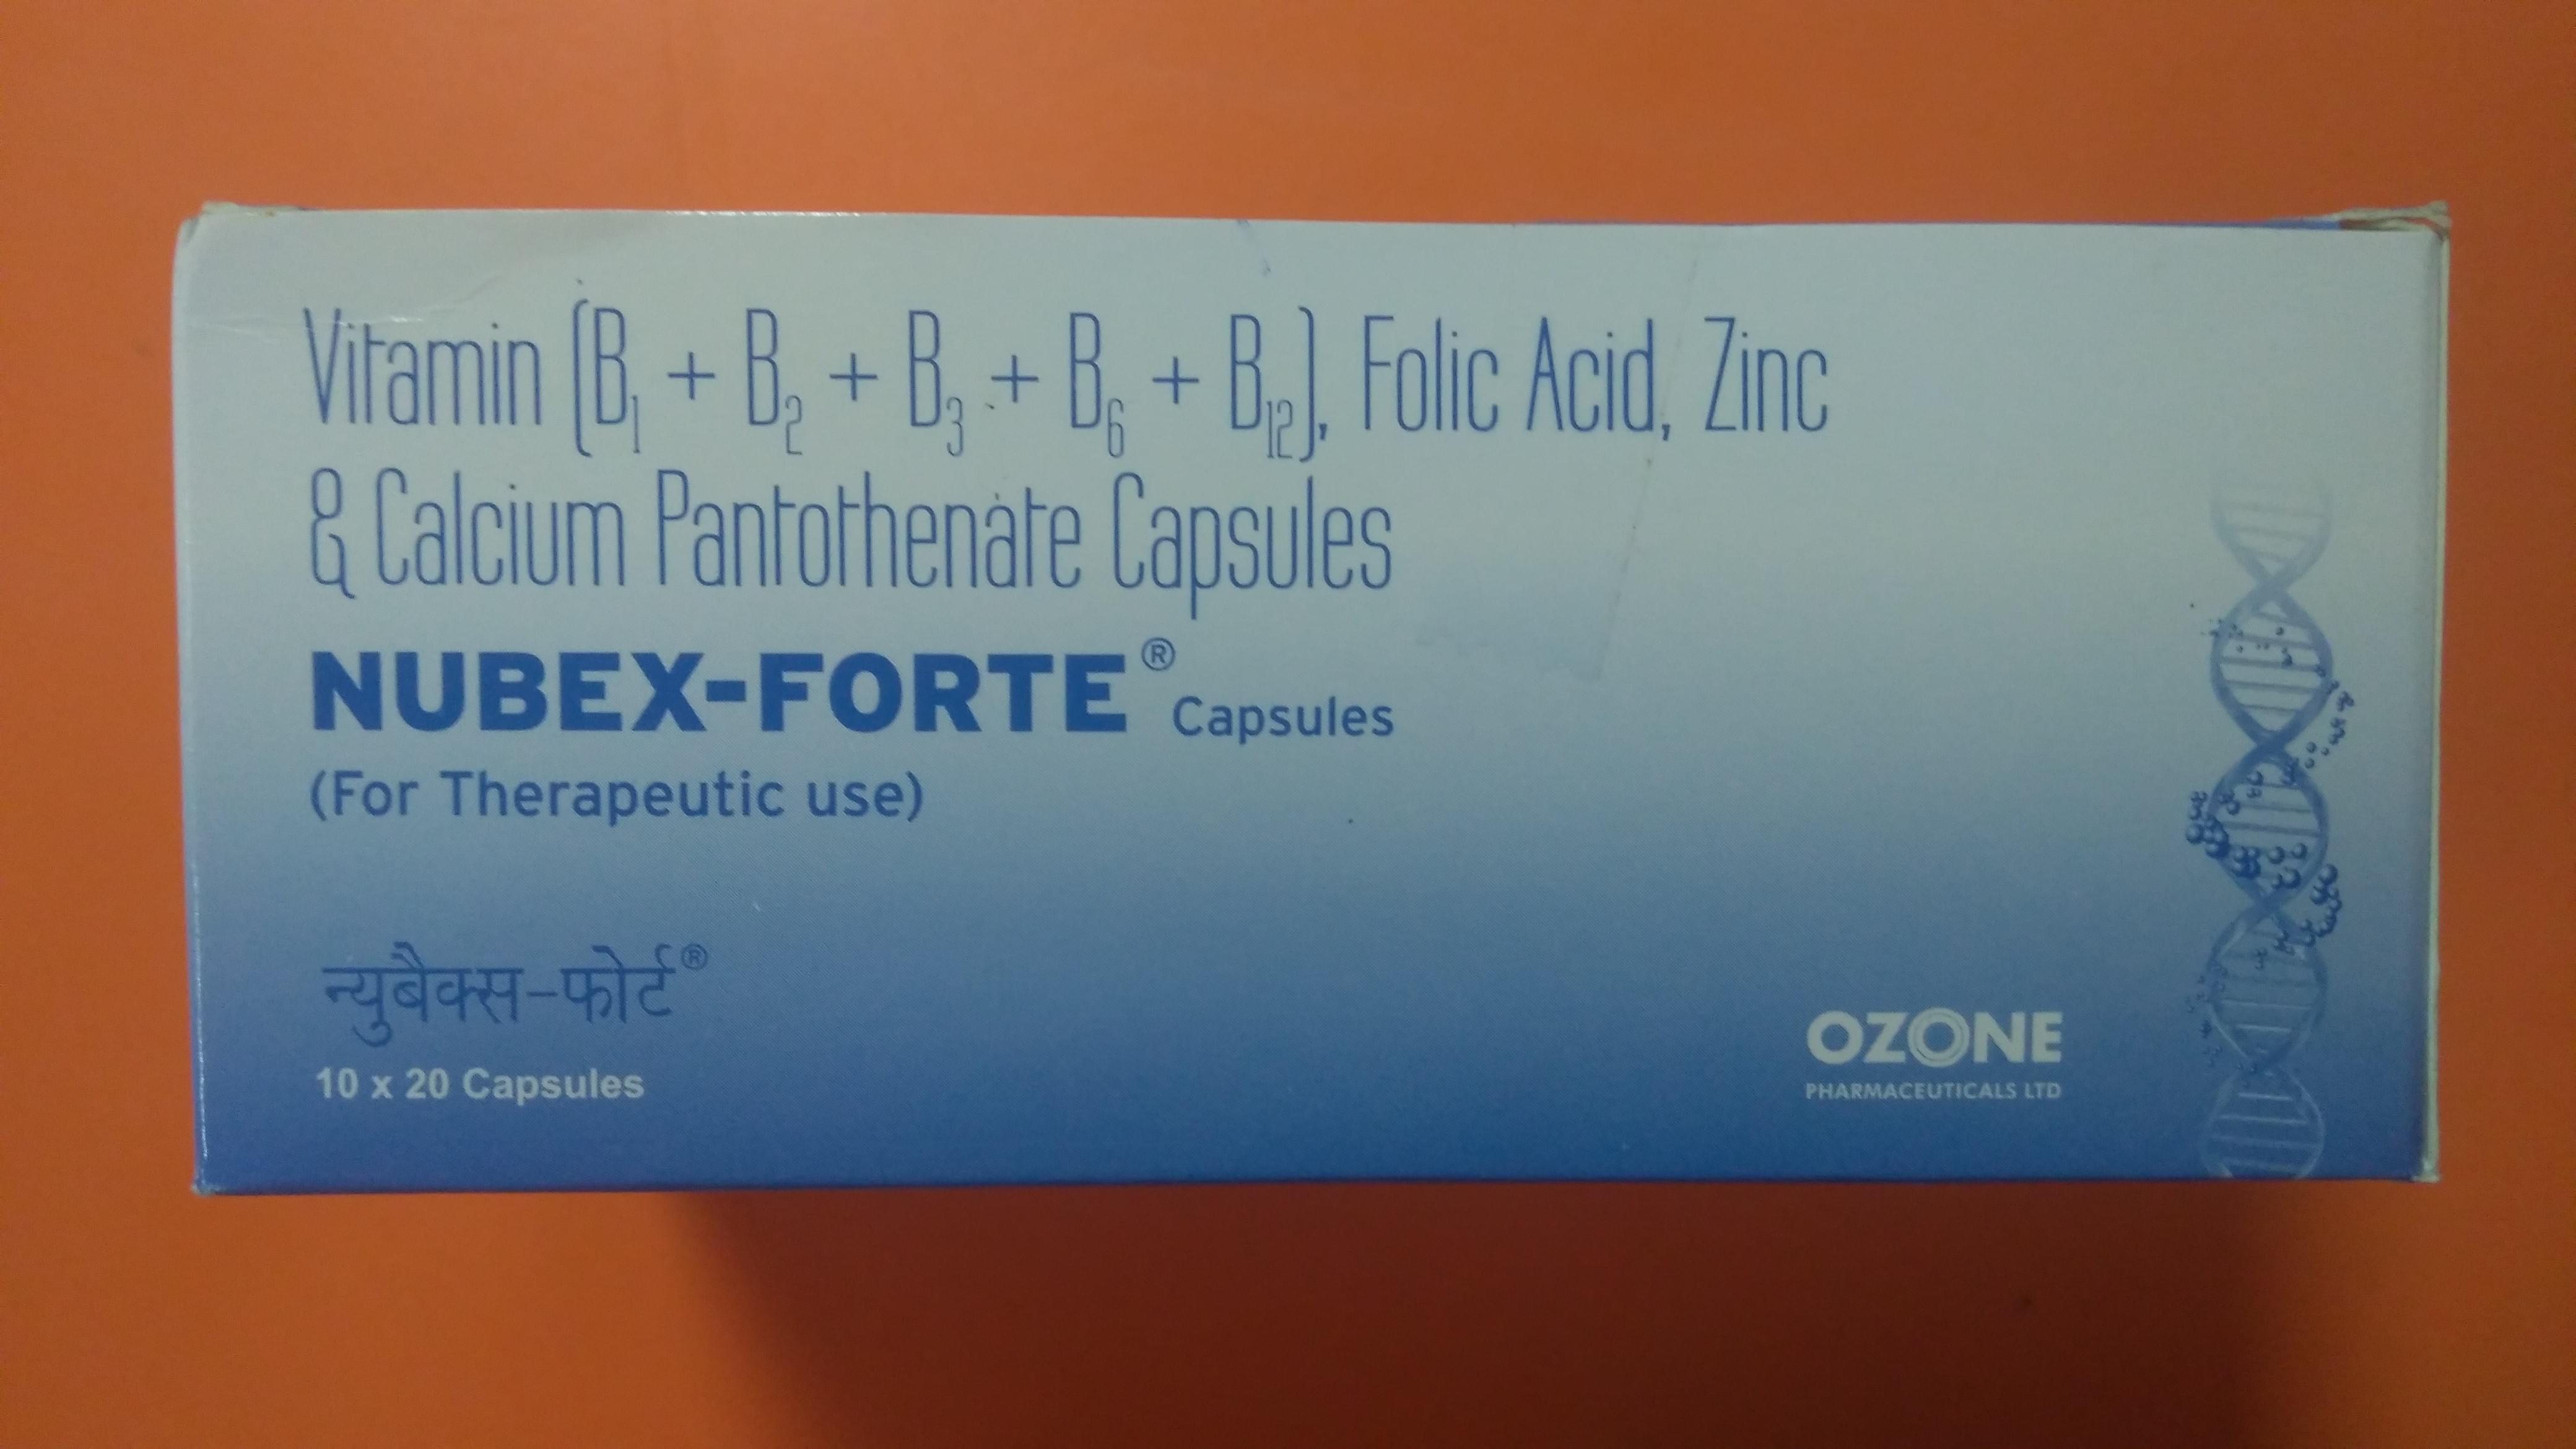 Vitamin (B₁ + B₂ + B₃ + B₆ + B₁₂), Folic Acid, Zinc
& Calcium Pantothenate Capsules
NUBEX-FORTE® Capsules
(For Therapeutic use)
न्युबैक्स-फोर्ट®
10 x 20 Capsules
OZONE
PHARMACEUTICALS LTD